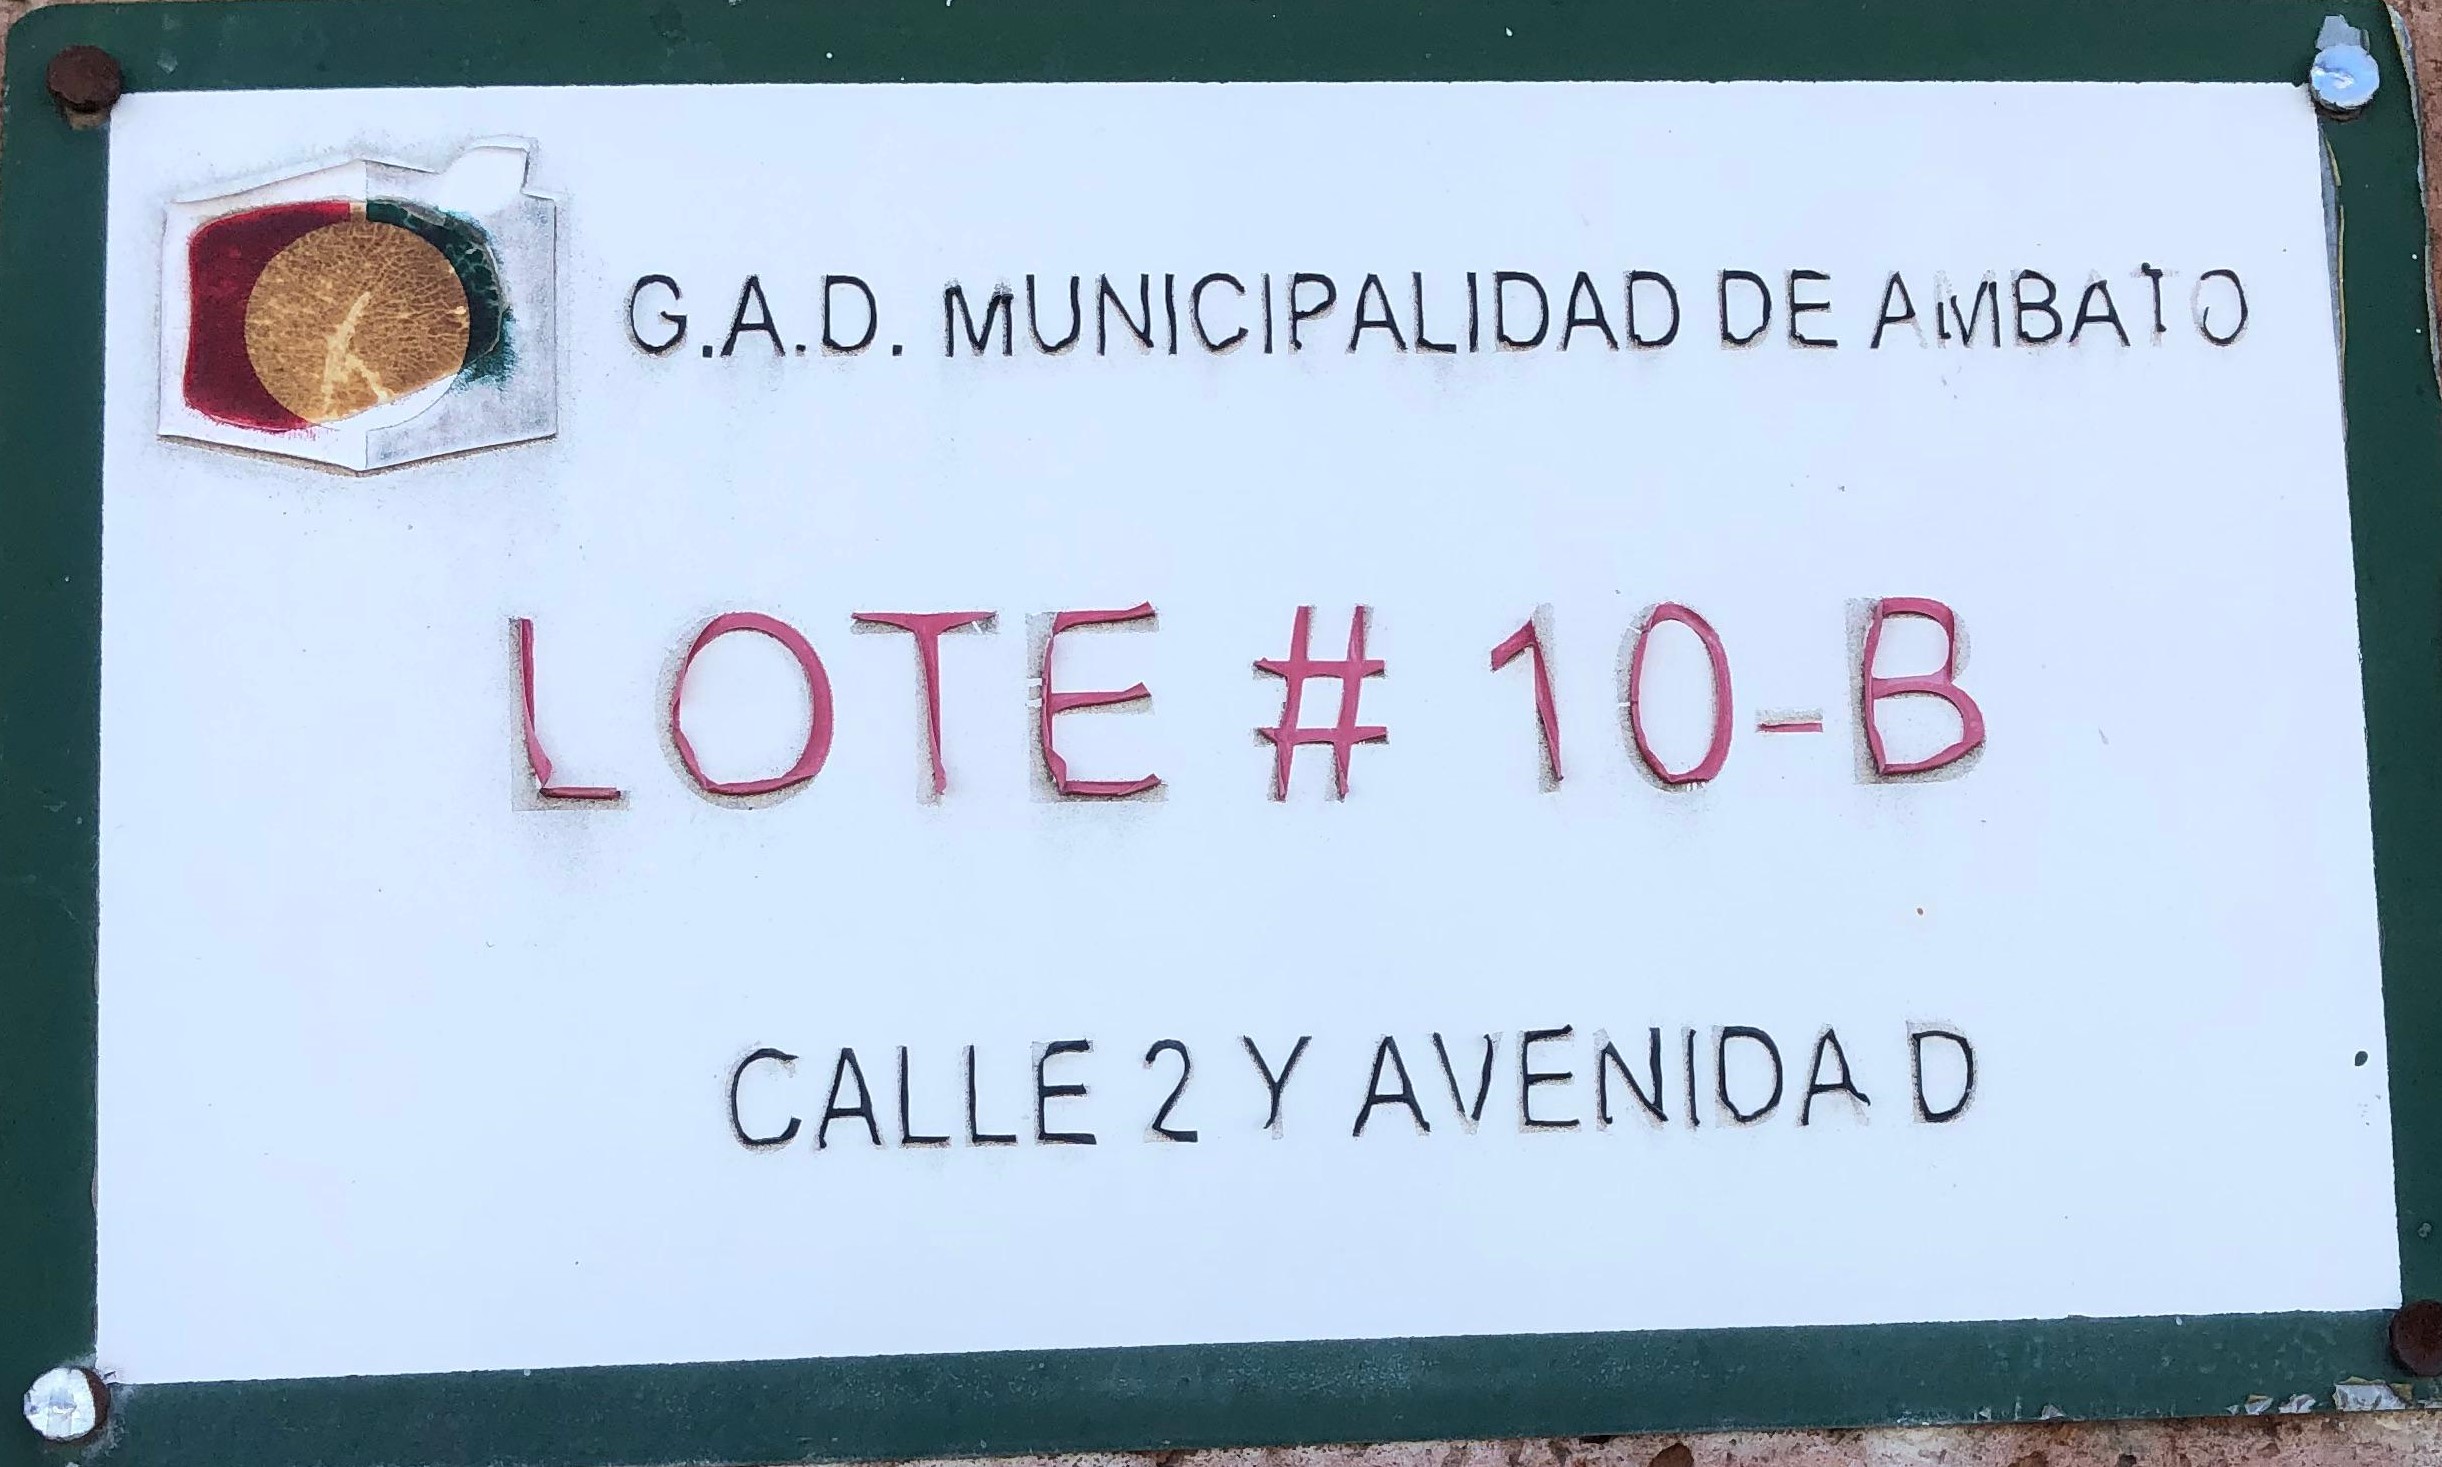 G.A.D. MUNICIPALIDAD DE AMBATO
LOTE # 10-B
CALLE 2 Y AVENIDA D